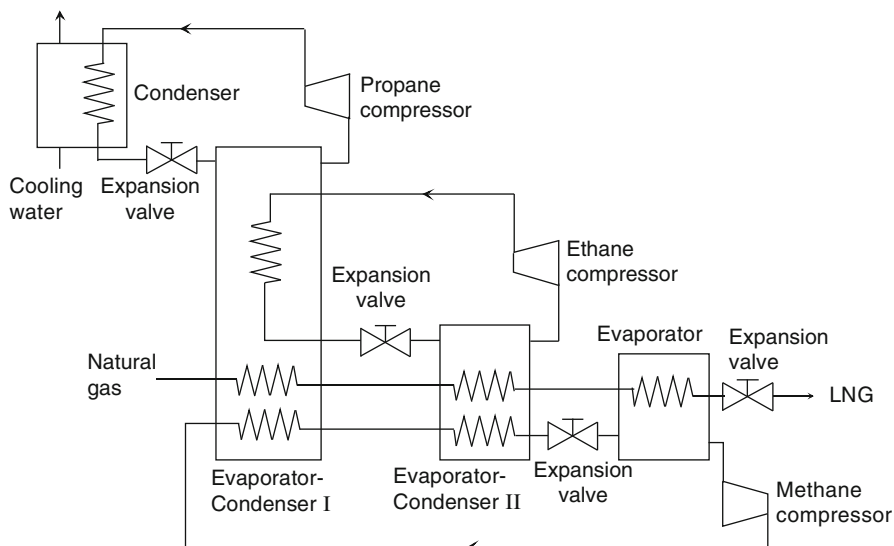 Condenser
Propane
compressor
Cooling
water
Expansion
valve
Ethane
compressor
Expansion
valve
Evaporator
Expansion
valve
Natural
gas
LNG
Evaporator-
Condenser I
Evaporator-
Condenser II
Expansion
valve
Methane
compressor